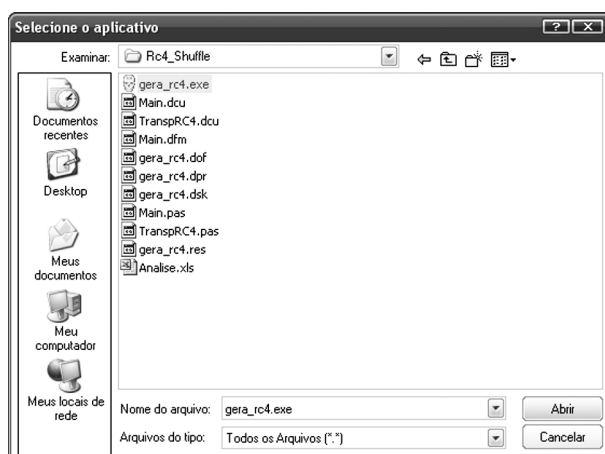 Selecione o aplicativo
Examinar:
Rc4_Shuffle
Documentos
recentes
Desktop
Meus
documentos
Meu
computador
Meus locais de
rede
gera_rc4.exe
Main.dcu
TranspRC4.dcu
Main.dfm
gera_rc4.dof
gera_rc4.dpr
gera_rc4.dsk
Main.pas
TranspRC4.pas
gera_rc4.res
Analise.xls
Nome do arquivo: gera_rc4.exe Abrir
Arquivos do tipo: Todos os Arquivos (*.*) Cancelar